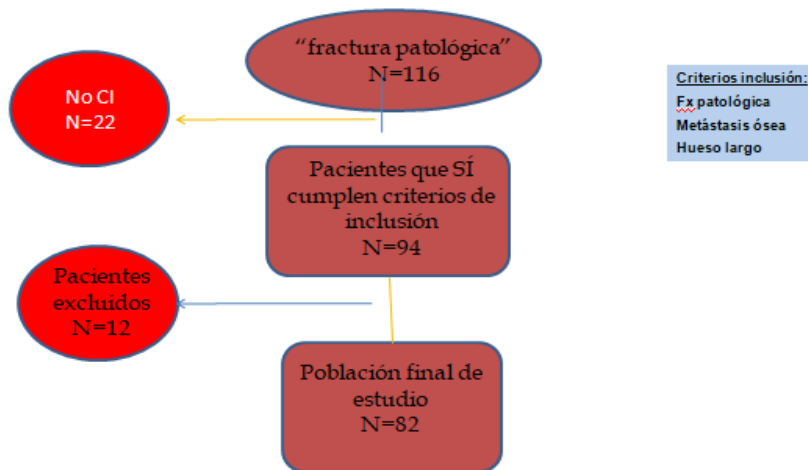 “fractura patológica”
N=116
No CI
N=22
Criterios inclusión:
Fx patológica
Metástasis ósea
Hueso largo
Pacientes que SÍ
cumplen criterios de
inclusión
N=94
Pacientes
excluidos
N=12
Población final de
estudio
N=82